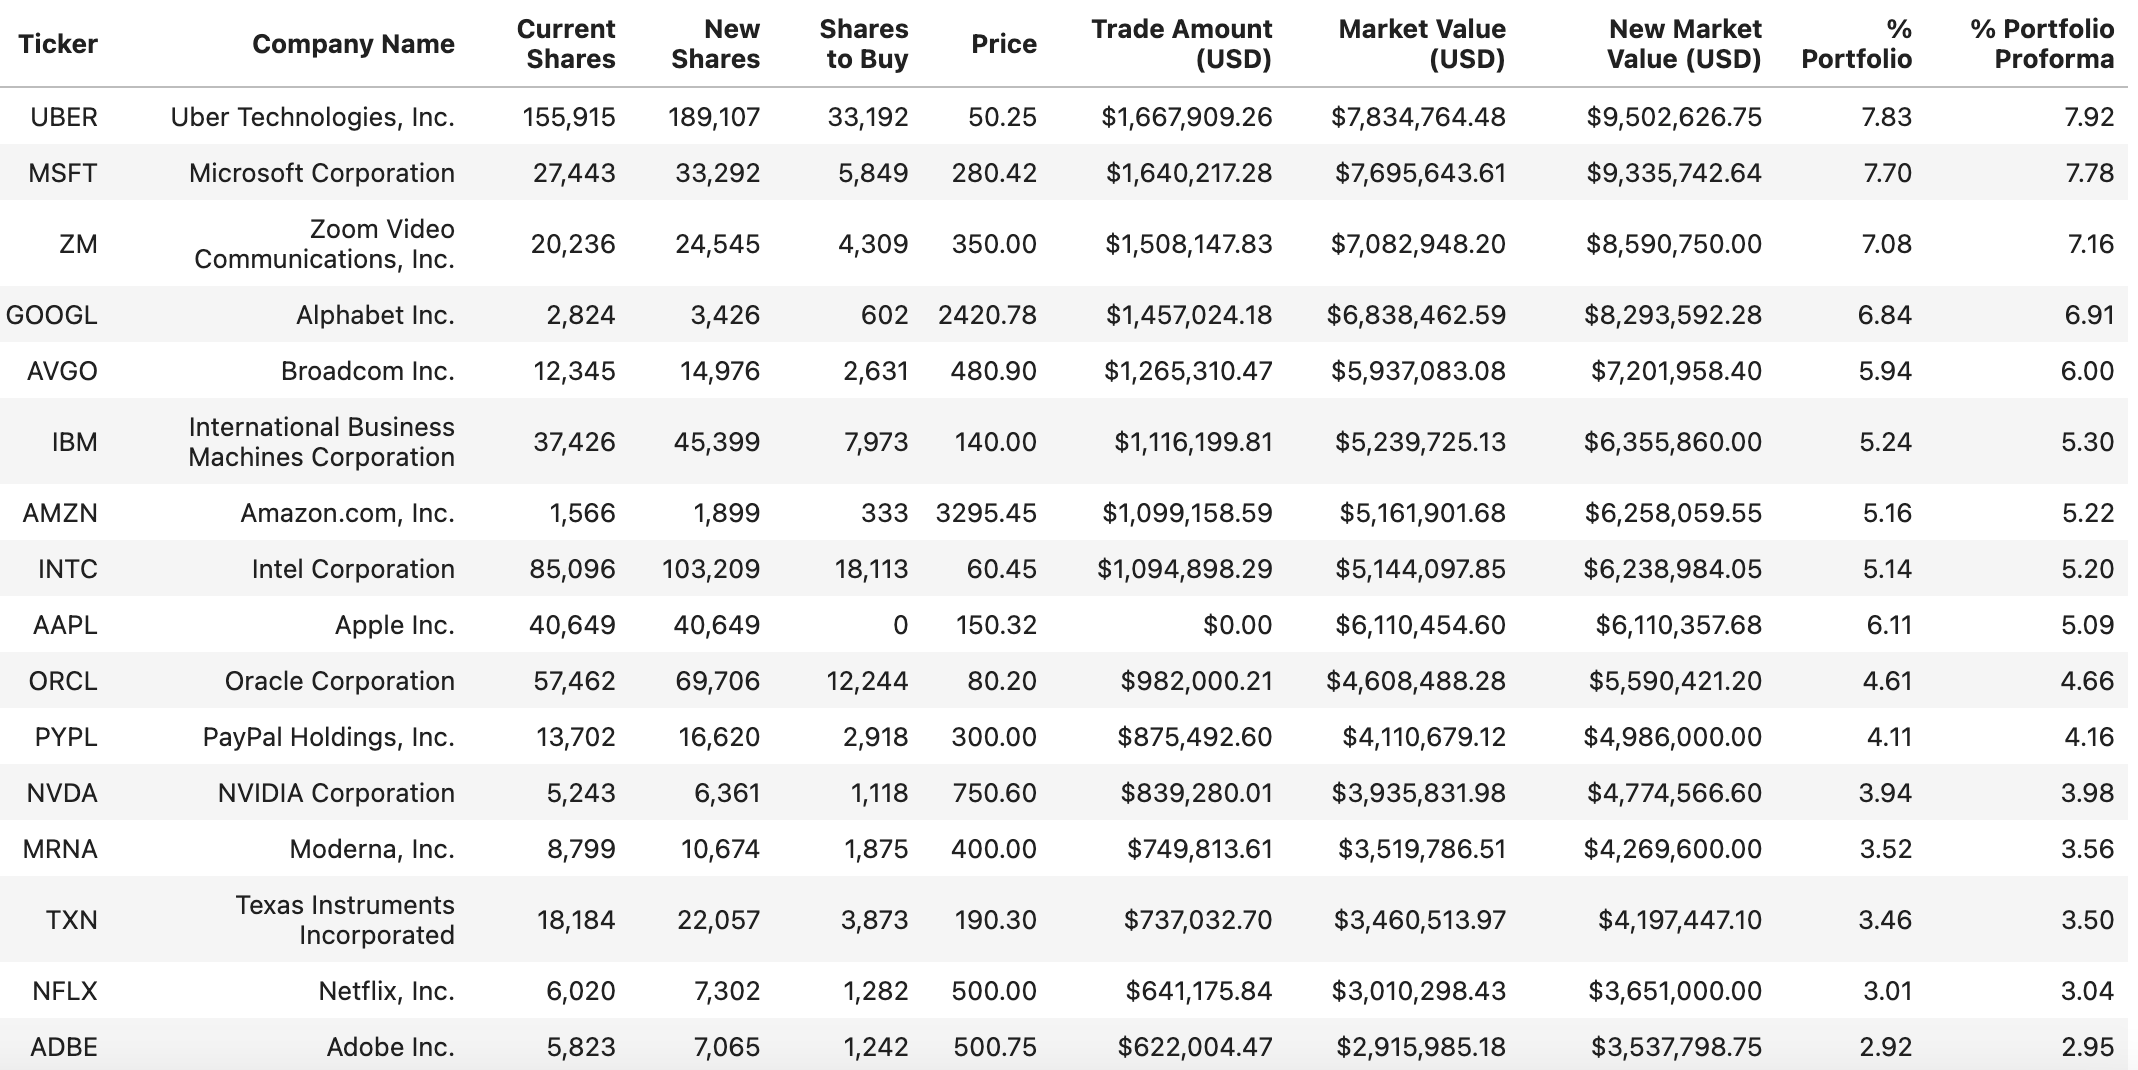 Ticker Company Name Current Shares New Shares Shares to Buy Price Trade Amount (USD) Market Value (USD) New Market Value (USD) % Portfolio % Portfolio Proforma
UBER Uber Technologies, Inc. 155,915 189,107 33,192 50.25 $1,667,909.26 $7,834,764.48 $9,502,626.75 7.83 7.92
MSFT Microsoft Corporation 27,443 33,292 5,849 280.42 $1,640,217.28 $7,695,643.61 $9,335,742.64 7.70 7.78
ZM Zoom Video Communications, Inc. 20,236 24,545 4,309 350.00 $1,508,147.83 $7,082,948.20 $8,590,750.00 7.08 7.16
GOOGL Alphabet Inc. 2,824 3,426 602 2420.78 $1,457,024.18 $6,838,462.59 $8,293,592.28 6.84 6.91
AVGO Broadcom Inc. 12,345 14,976 2,631 480.90 $1,265,310.47 $5,937,083.08 $7,201,958.40 5.94 6.00
IBM International Business Machines Corporation 37,426 45,399 7,973 140.00 $1,116,199.81 $5,239,725.13 $6,355,860.00 5.24 5.30
AMZN Amazon.com, Inc. 1,566 1,899 333 3295.45 $1,099,158.59 $5,161,901.68 $6,258,059.55 5.16 5.22
INTC Intel Corporation 85,096 103,209 18,113 60.45 $1,094,898.29 $5,144,097.85 $6,238,984.05 5.14 5.20
AAPL Apple Inc. 40,649 40,649 0 150.32 $0.00 $6,110,454.60 $6,110,357.68 6.11 5.09
ORCL Oracle Corporation 57,462 69,706 12,244 80.20 $982,000.21 $4,608,488.28 $5,590,421.20 4.61 4.66
PYPL PayPal Holdings, Inc. 13,702 16,620 2,918 300.00 $875,492.60 $4,110,679.12 $4,986,000.00 4.11 4.16
NVDA NVIDIA Corporation 5,243 6,361 1,118 750.60 $839,280.01 $3,935,831.98 $4,774,566.60 3.94 3.98
MRNA Moderna, Inc. 8,799 10,674 1,875 400.00 $749,813.61 $3,519,786.51 $4,269,600.00 3.52 3.56
TXN Texas Instruments Incorporated 18,184 22,057 3,873 190.30 $737,032.70 $3,460,513.97 $4,197,447.10 3.46 3.50
NFLX Netflix, Inc. 6,020 7,302 1,282 500.00 $641,175.84 $3,010,298.43 $3,651,000.00 3.01 3.04
ADBE Adobe Inc. 5,823 7,065 1,242 500.75 $622,004.47 $2,915,985.18 $3,537,798.75 2.92 2.95